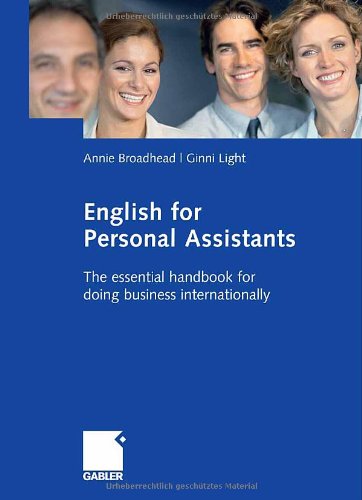 Urheberrechtlich geschütztes Material
Annie Broadhead | Ginni Light
English for
Personal Assistants
The essential handbook for
doing business internationally
GABLER
Urheberrechtlich geschütztes Material